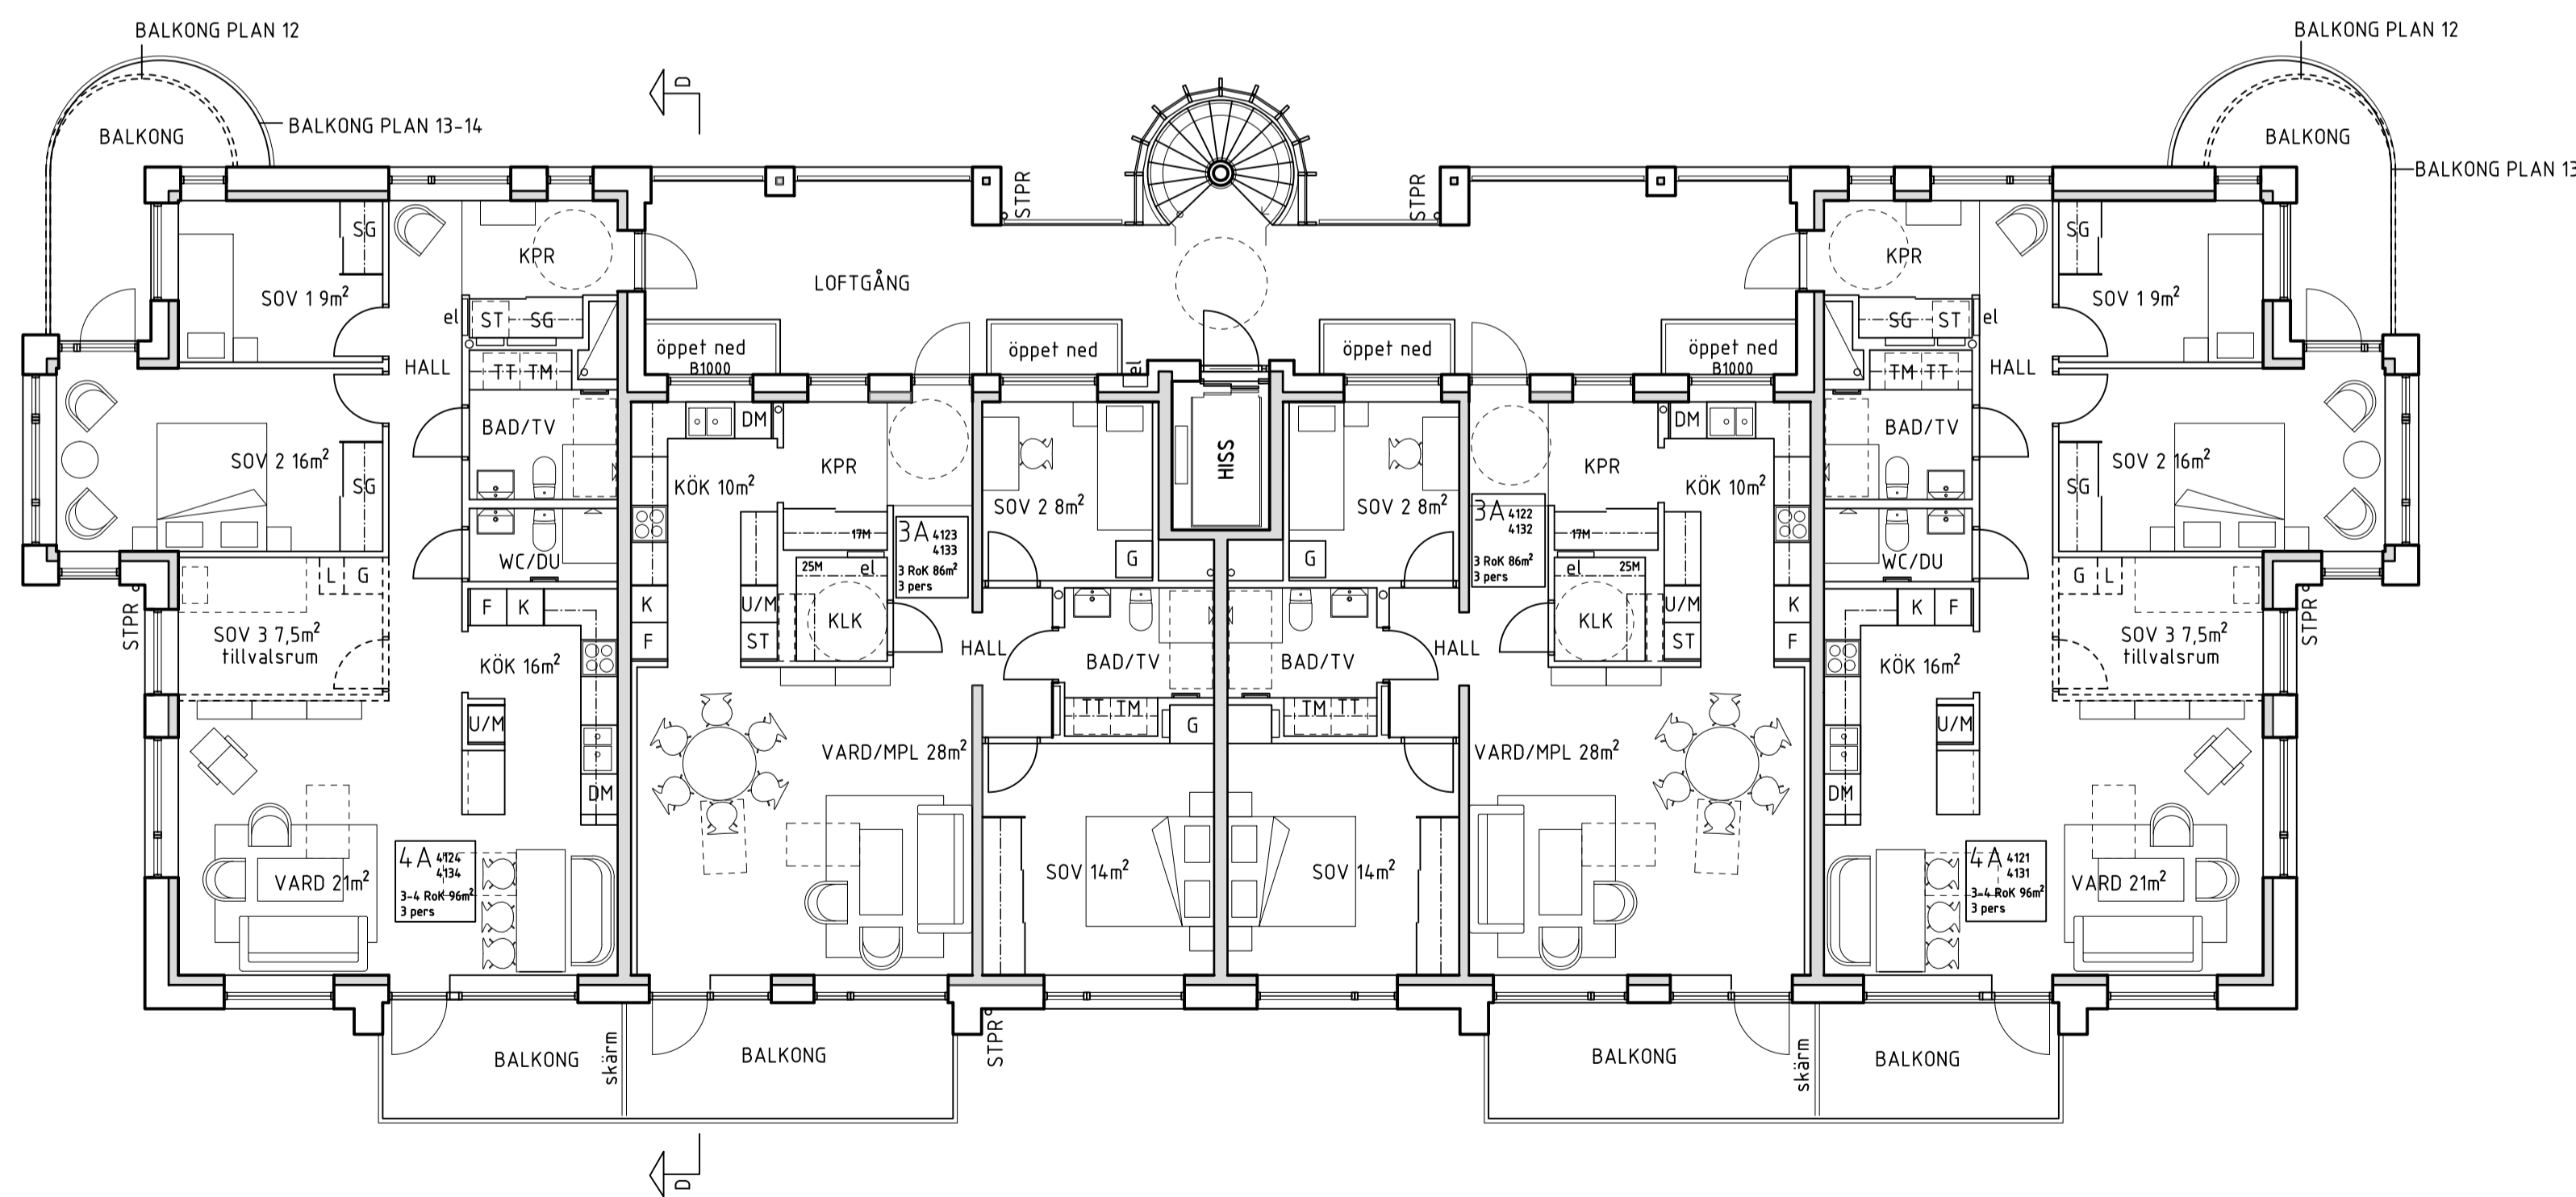 BALKONG PLAN 12
BALKONG PLAN 12
D
BALKONG PLAN 13-14
BALKONG
BALKONG
BALKONG PLAN 13
STPR
STPR
SG
KPR
LOFTGÅNG
KPR
SG
SOV 1 9m²
SOV 1 9m²
el
ST
SG
SG
ST
el
öppet ned
B1000
öppet ned
el
öppet ned
öppet ned
B1000
HALL
TT
TM
TM
TT
HALL
BAD/TV
DM
DM
BAD/TV
SOV 2 16m²
KPR
HISS
KPR
SOV 2 16m²
SG
KÖK 10m²
SOV 2 8m²
SOV 2 8m²
KÖK 10m²
SG
17M
3A 4123
4133
3 RoK 86m²
3 pers
3A 4122
4132
3 RoK 86m²
3 pers
17M
WC/DU
G
G
WC/DU
25M
el
el
25M
L
G
G
L
F
K
K
U/M
U/M
K
K
F
STPR
SOV 3 7,5m²
tillvalsrum
F
ST
KLK
KLK
ST
F
SOV 3 7,5m²
tillvalsrum
STPR
KÖK 16m²
HALL
BAD/TV
BAD/TV
HALL
KÖK 16m²
U/M
TT
TM
G
TM
TT
U/M
VARD/MPL 28m²
VARD/MPL 28m²
DM
DM
4A 4124
4134
3-4 RoK 96m²
3 pers
VARD 21m²
SOV 14m²
SOV 14m²
4A 4121
4131
3-4 RoK 96m²
3 pers
VARD 21m²
BALKONG
skärm
BALKONG
STPR
BALKONG
skärm
BALKONG
D